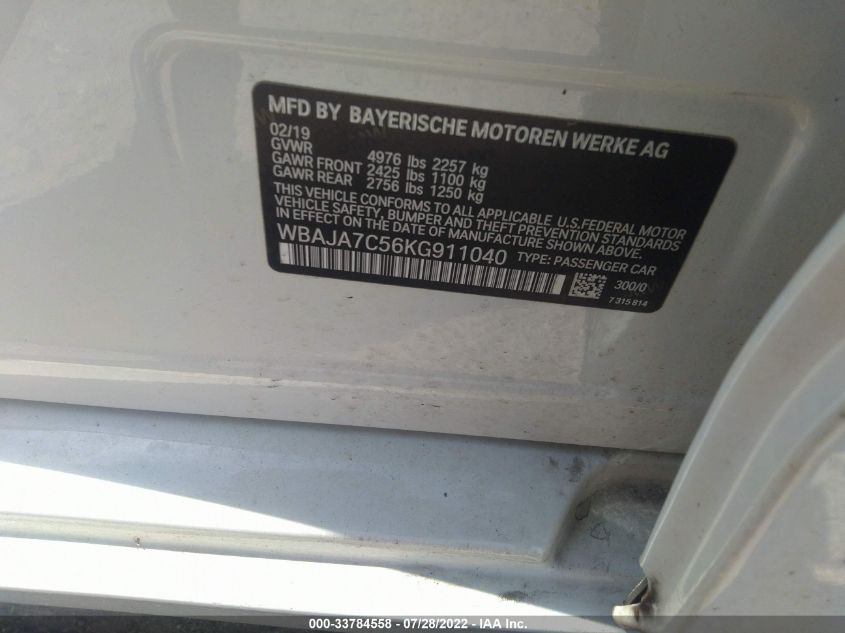 MFD BY BAYERISCHE MOTOREN WERKE AG
02/19
GVWR 4976 lbs 2257 kg
GAWR FRONT 2425 lbs 1100 kg
GAWR REAR 2756 lbs 1250 kg
THIS VEHICLE CONFORMS TO ALL APPLICABLE U.S.FEDERAL MOTOR
VEHICLE SAFETY, BUMPER AND THEFT PREVENTION STANDARDS
IN EFFECT ON THE DATE OF MANUFACTURE SHOWN ABOVE.
WBAJA7C56KG911040 TYPE: PASSENGER CAR
300/0
7315814
000-33784558 - 07/28/2022 - IAA Inc.